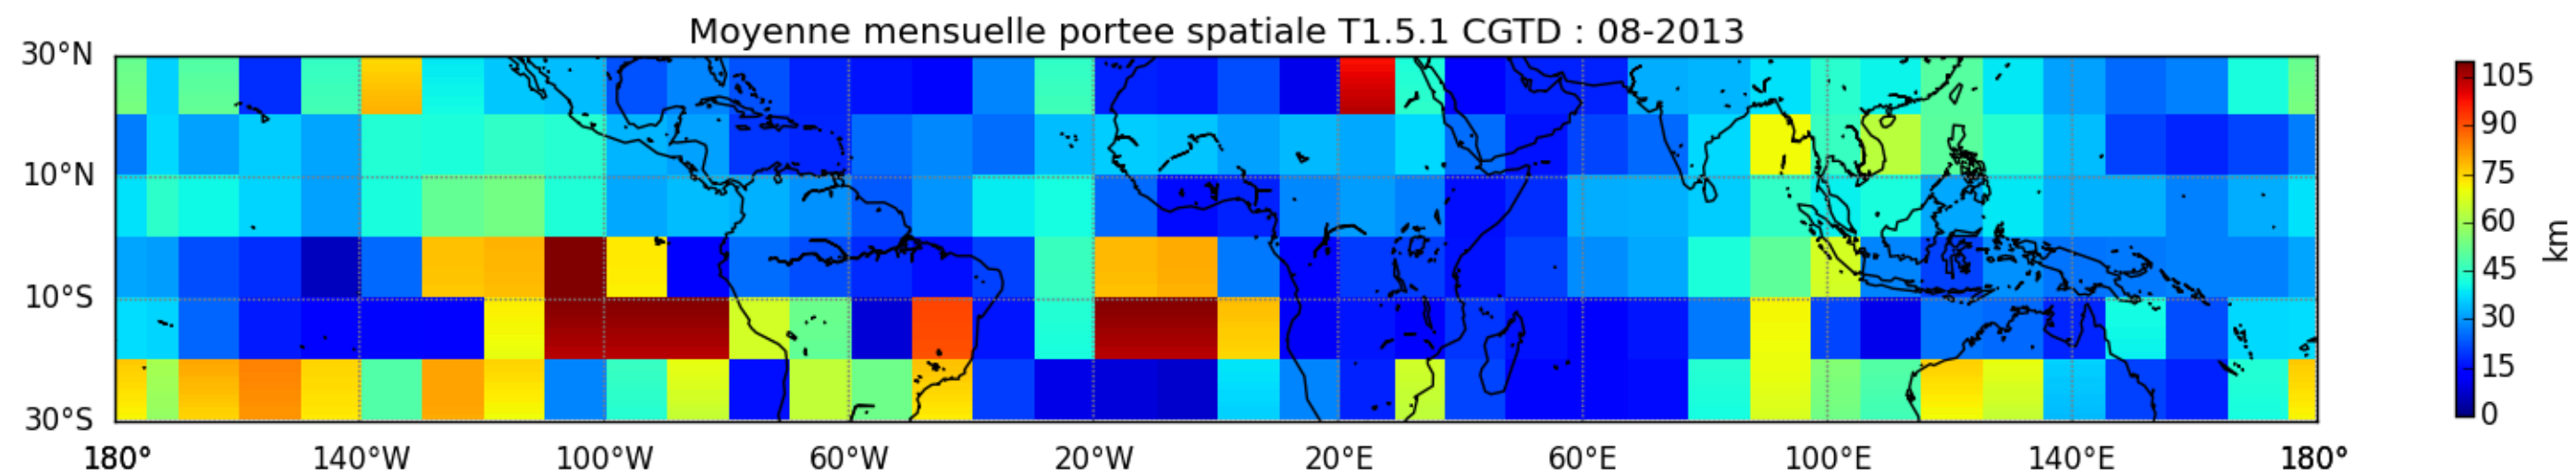 Moyenne mensuelle portee spatiale T1.5.1 CGTD : 08-2013
30°N
10°N
10°S
30°S
180° 140°W 100°W 60°W 20°W 20°E 60°E 100°E 140°E 180°
105
90
75
60
45
30
15
0
km